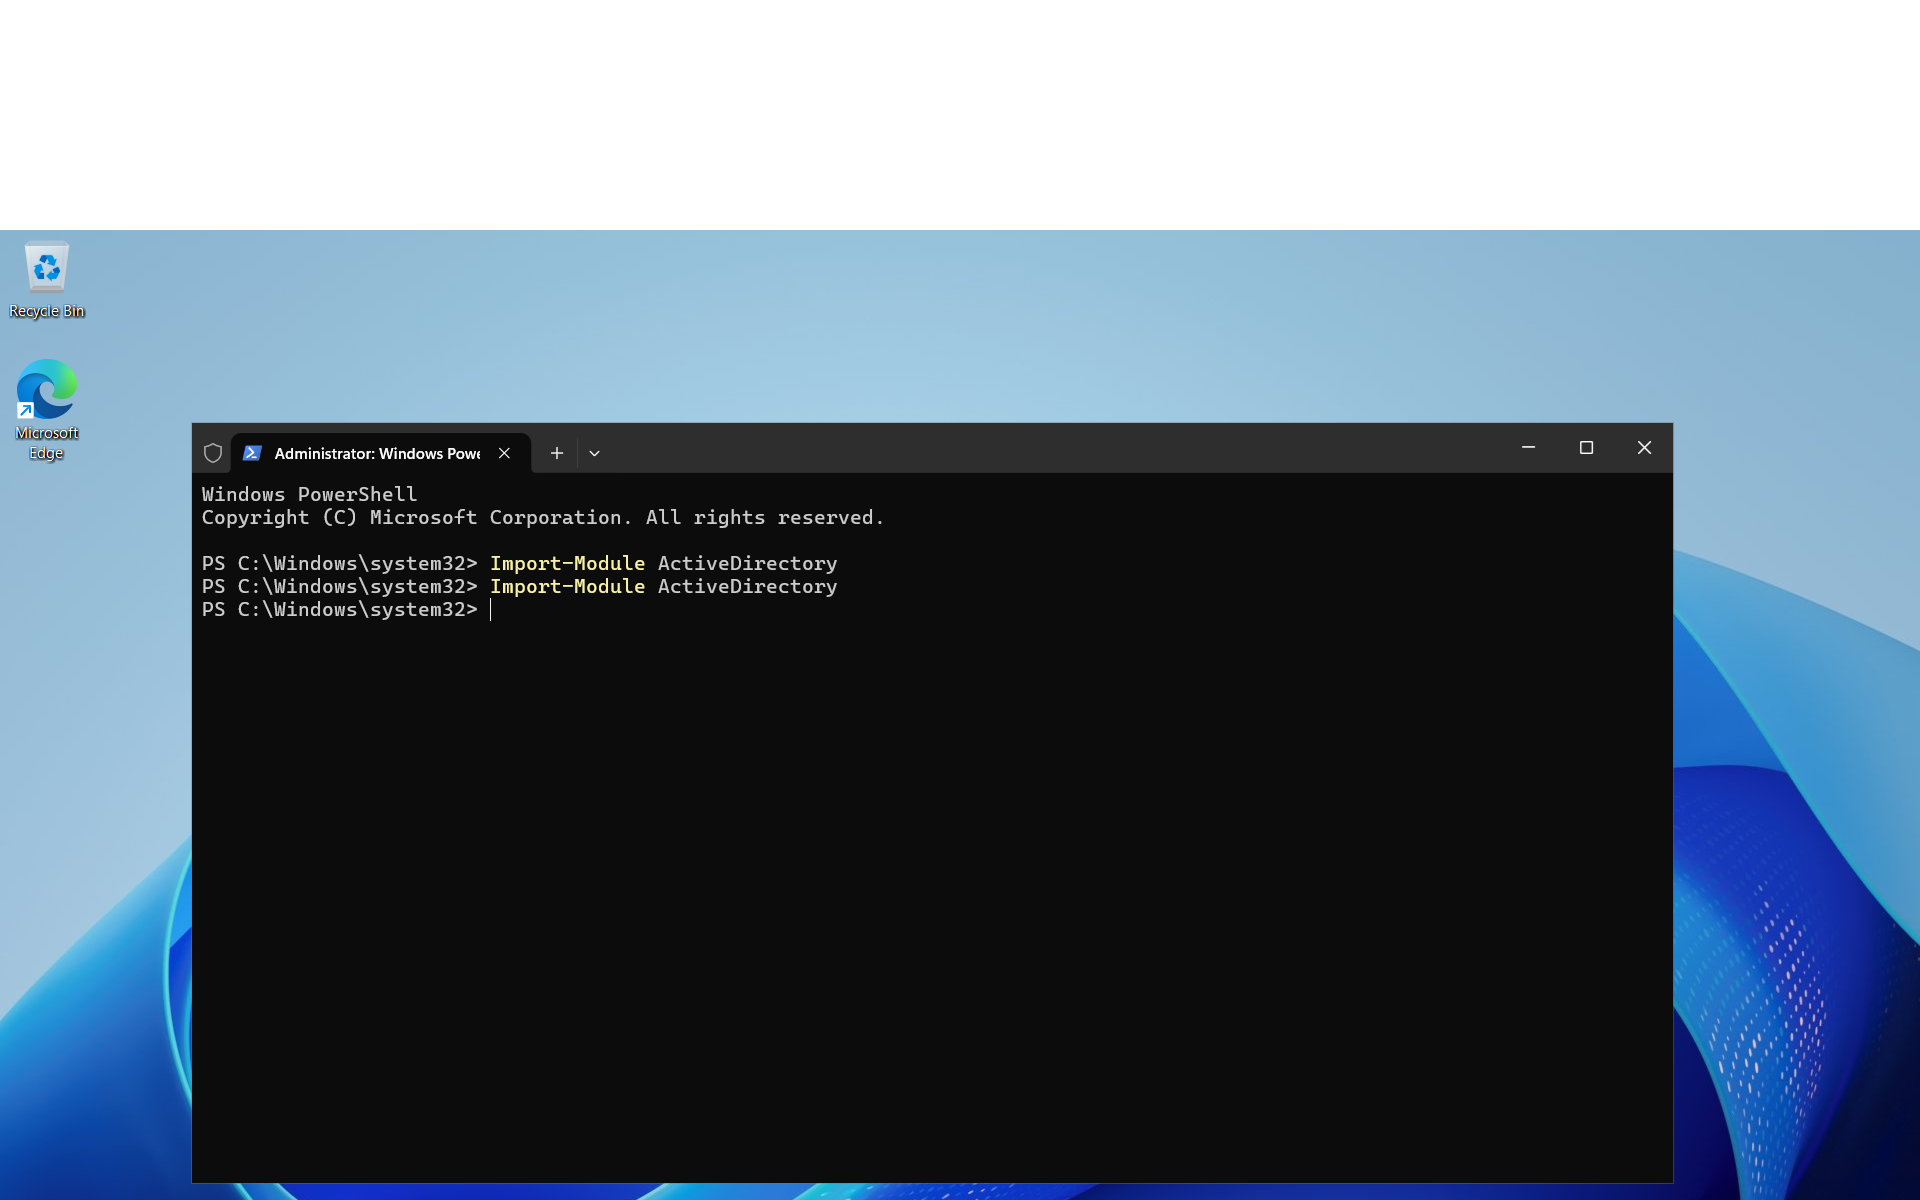 Recycle Bin
Microsoft
Edge
Administrator: Windows Powe
Windows PowerShell
Copyright (C) Microsoft Corporation. All rights reserved.
PS C:\Windows\system32> Import-Module ActiveDirectory
PS C:\Windows\system32> Import-Module ActiveDirectory
PS C:\Windows\system32>